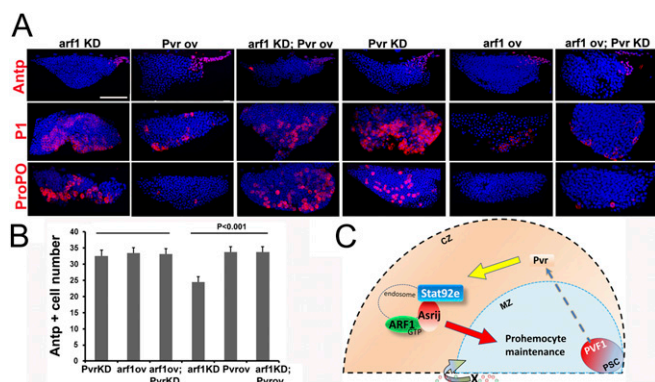 A
arf1 KD
Pvr ov
arf1 KD; Pvr ov
Pvr KD
arf1 ov
arf1 ov; Pvr KD
Antp
P1
ProPO
B
P<0.001
Antp + cell number
40
35
30
25
20
15
10
5
0
PvrKD
arf1ov
arf1ov;
PvrKD
arf1KD
Pvrov
arf1KD;
Pvrov
C
CZ
Pvr
endosome
Stat92e
MZ
Asrij
ARF1
GTP
Prohemocyte
maintenance
PVF1
PSC
X